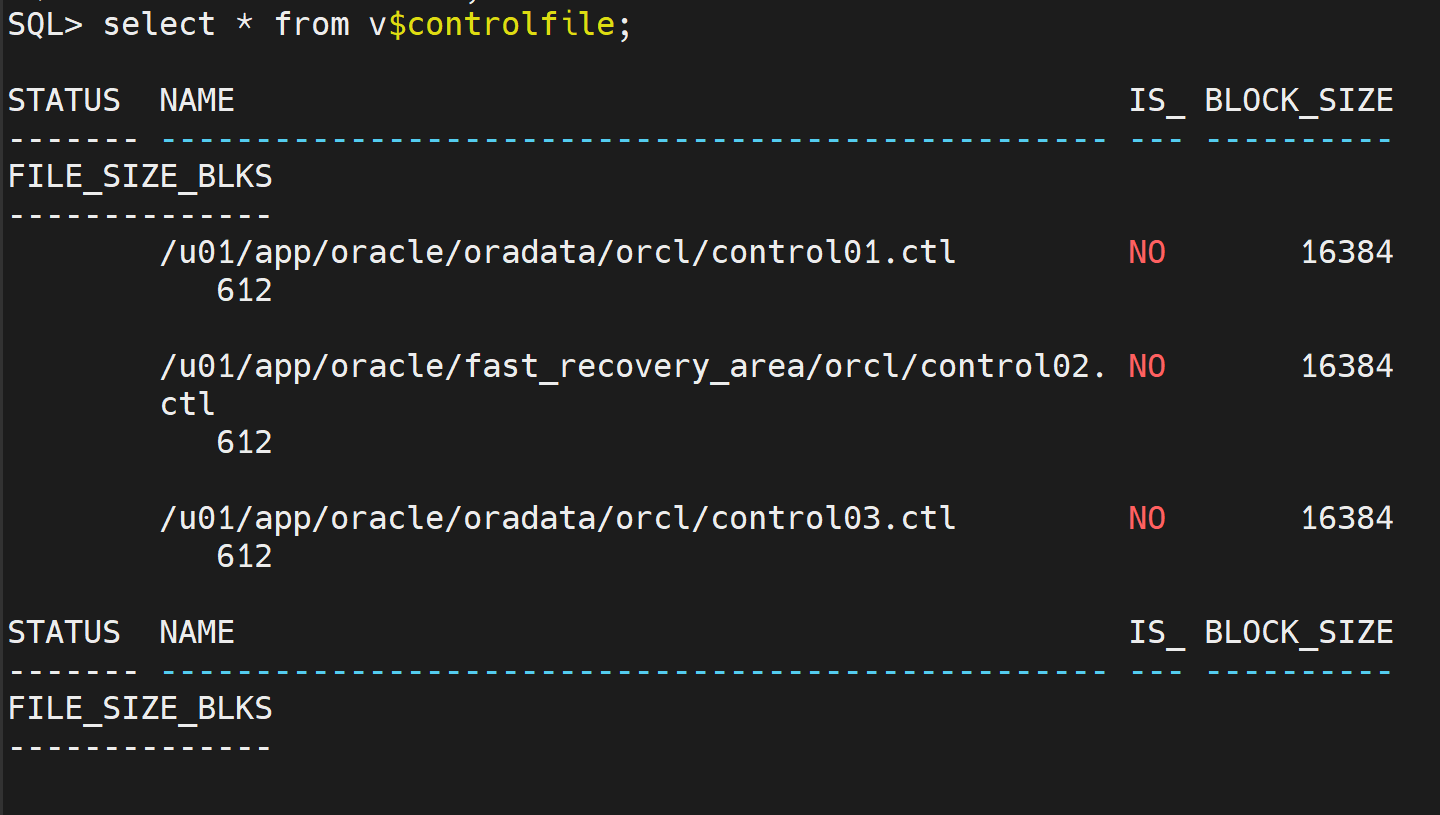 SQL> select * from v$controlfile;
STATUS  NAME                                               IS_ BLOCK_SIZE
------- -------------------------------------------------- --- ----------
FILE_SIZE_BLKS
--------------
        /u01/app/oracle/oradata/orcl/control01.ctl         NO       16384
           612
        /u01/app/oracle/fast_recovery_area/orcl/control02. NO       16384
        ctl
           612
        /u01/app/oracle/oradata/orcl/control03.ctl         NO       16384
           612
STATUS  NAME                                               IS_ BLOCK_SIZE
------- -------------------------------------------------- --- ----------
FILE_SIZE_BLKS
--------------